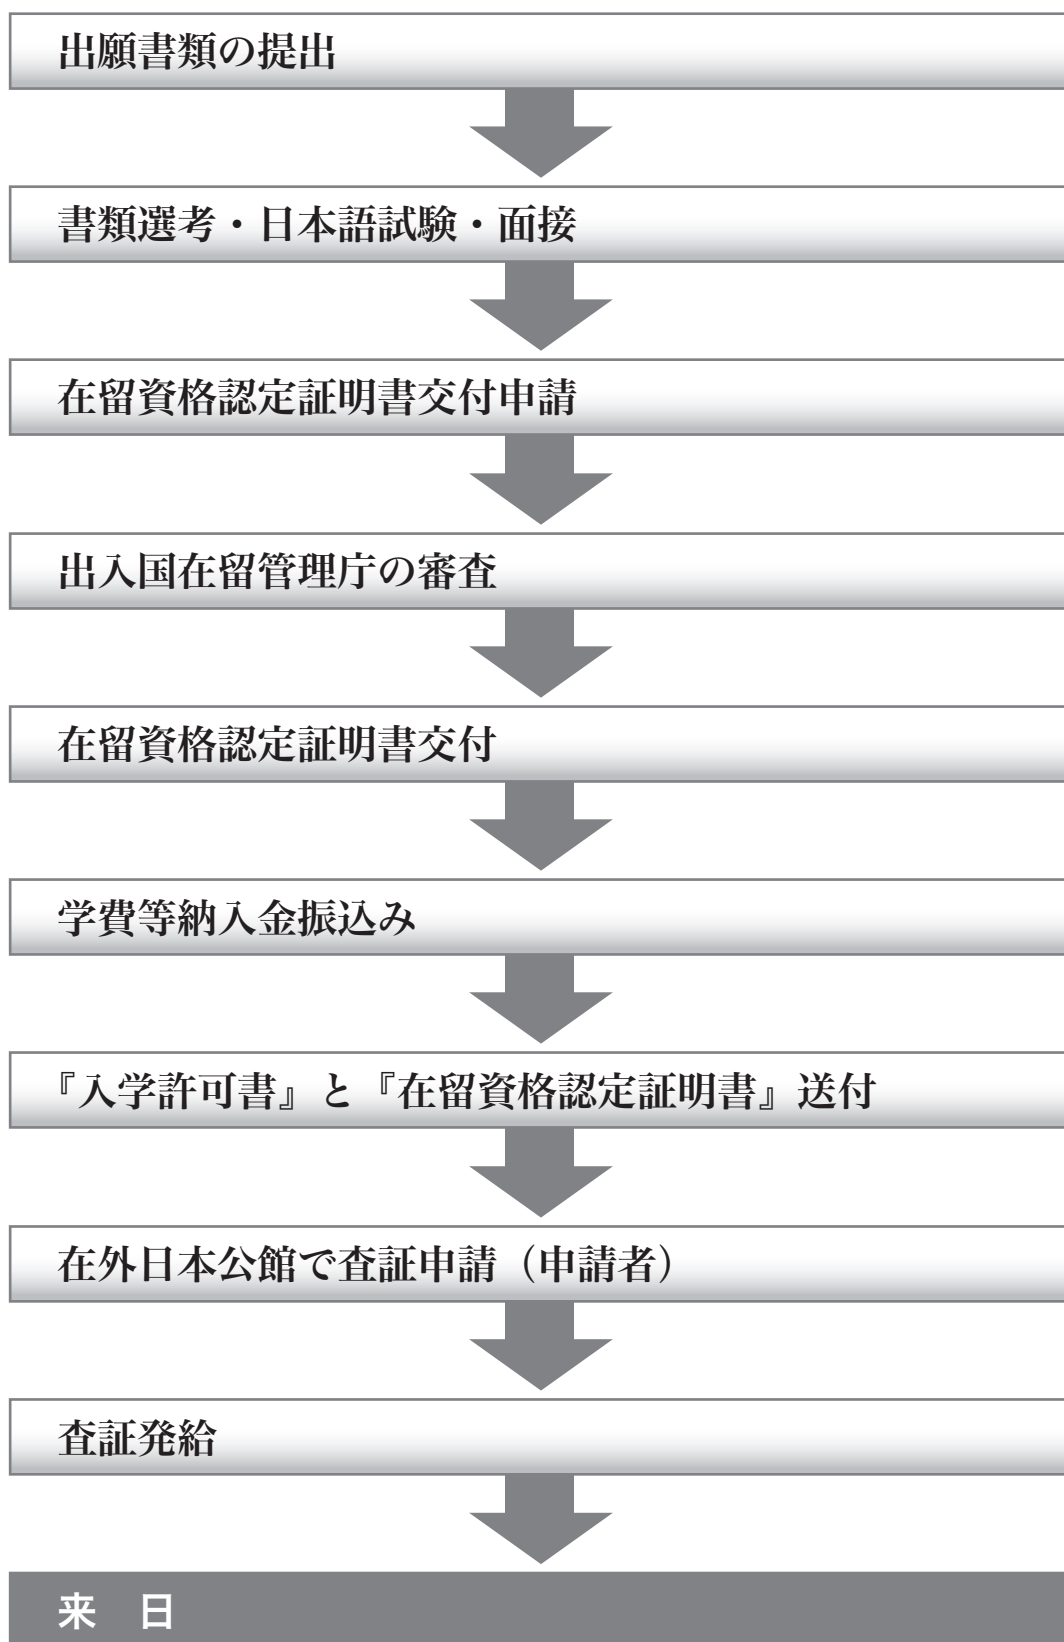 出願書類の提出
書類選考・日本語試験・面接
在留資格認定証明書交付申請
出入国在留管理庁の審査
在留資格認定証明書交付
学費等納入金振込み
『入学許可書』と『在留資格認定証明書』送付
在外日本公館で査証申請（申請者）
査証発給
来　日